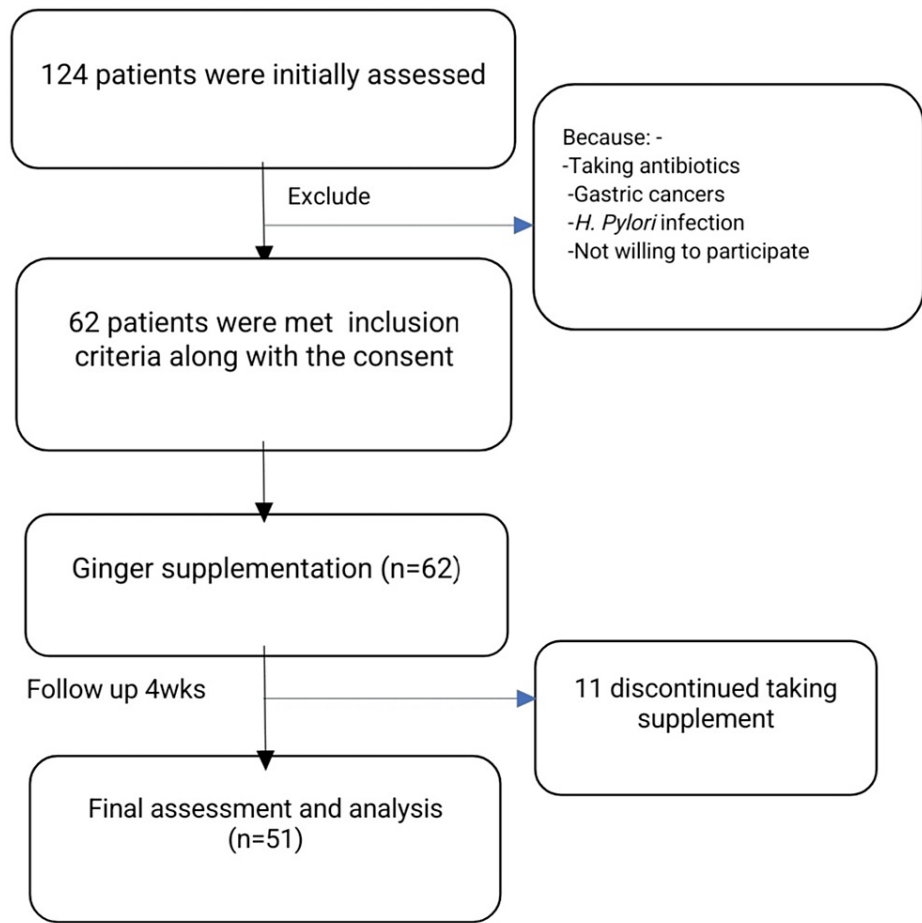 124 patients were initially assessed
Exclude
Because: -
-Taking antibiotics
-Gastric cancers
-H. Pylori infection
-Not willing to participate
62 patients were met inclusion
criteria along with the consent
Ginger supplementation (n=62)
Follow up 4wks
11 discontinued taking
supplement
Final assessment and analysis
(n=51)